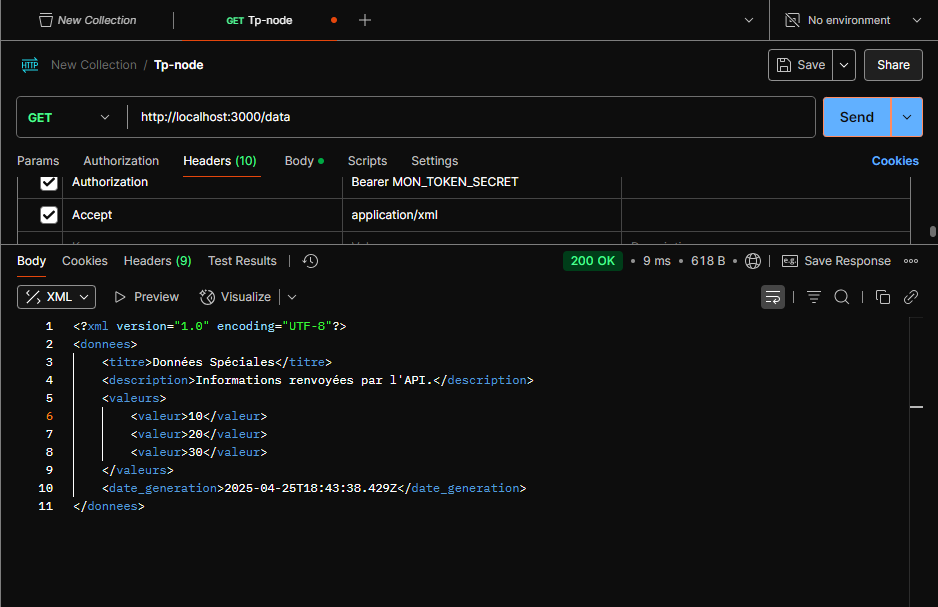 New Collection GET Tp-node No environment
HTTP New Collection / Tp-node Save Share
GET http://localhost:3000/data Send
Params Authorization Headers (10) Body Scripts Settings Cookies
Authorization Bearer MON_TOKEN_SECRET
Accept application/xml
Body Cookies Headers (9) Test Results 200 OK • 9 ms • 618 B • e.g. Save Response
XML Preview Visualize
1 <?xml version="1.0" encoding="UTF-8"?>
2 <donnees>
3 <titre>Données Spéciales</titre>
4 <description>Informations renvoyées par l'API.</description>
5 <valeurs>
6 <valeur>10</valeur>
7 <valeur>20</valeur>
8 <valeur>30</valeur>
9 </valeurs>
10 <date_generation>2025-04-25T18:43:38.429Z</date_generation>
11 </donnees>